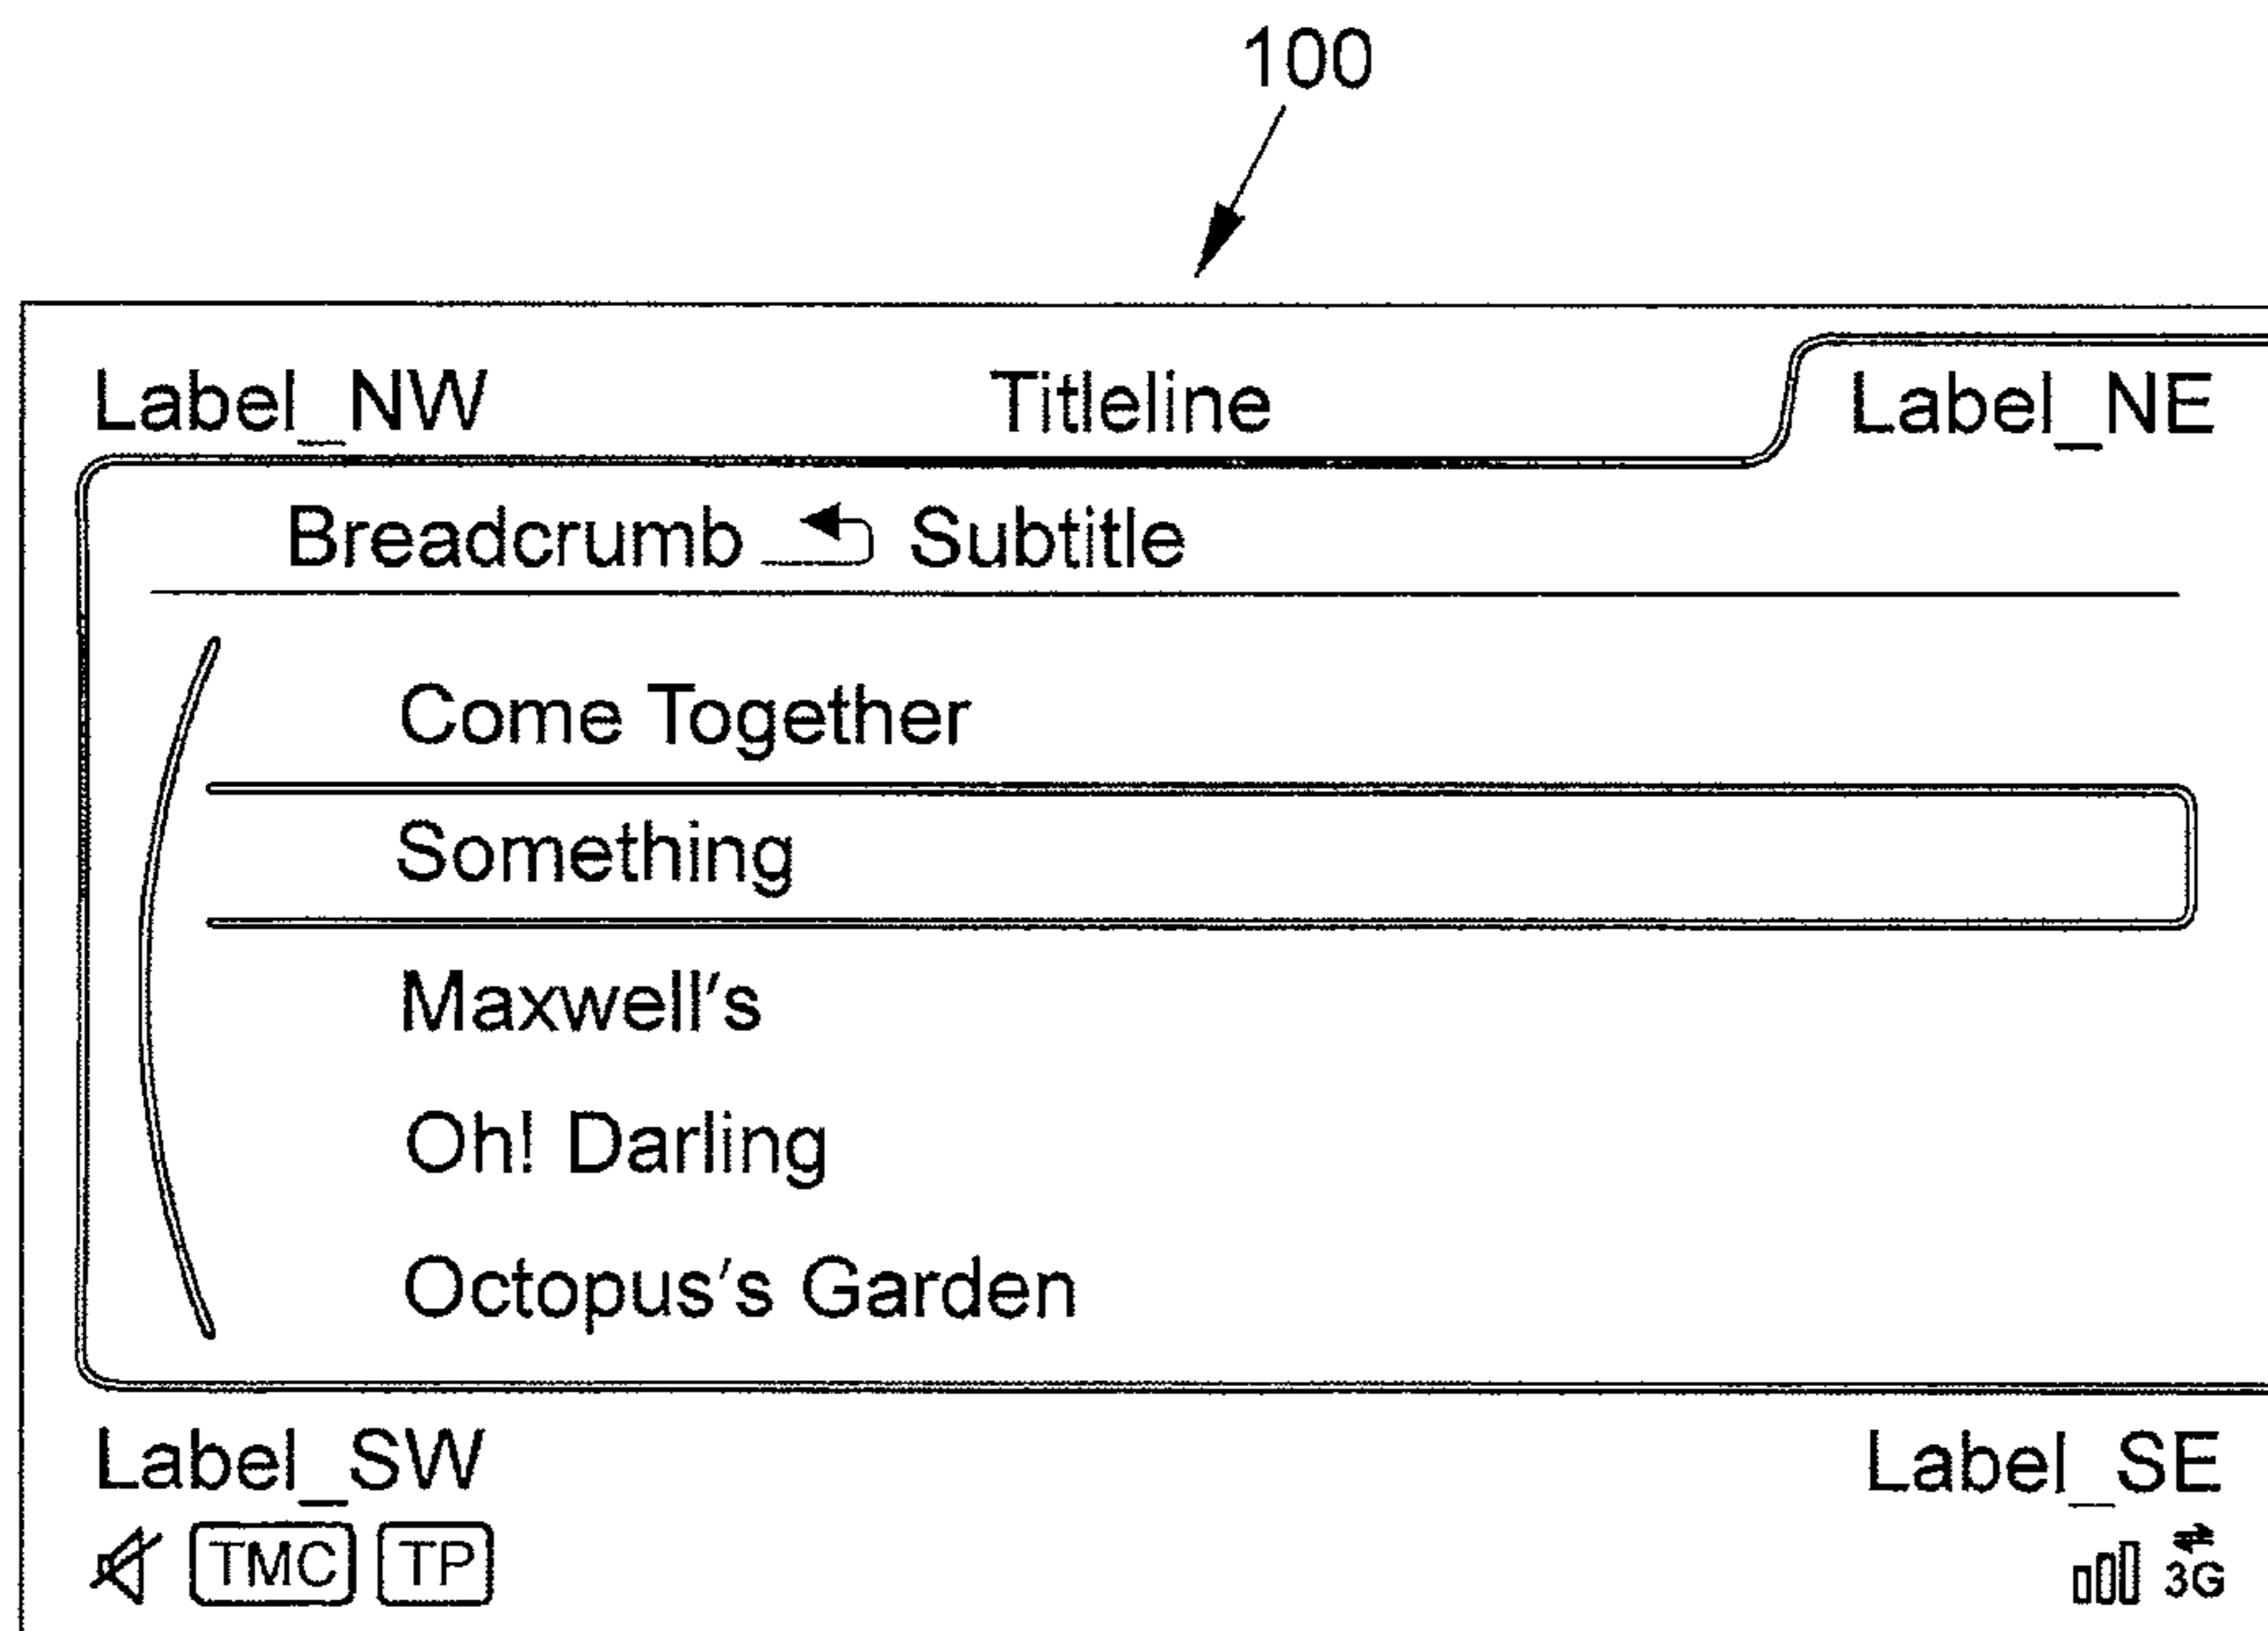 100
Label_NW Titleline Label_NE
Breadcrumb Subtitle
Come Together
Something
Maxwell's
Oh! Darling
Octopus's Garden
Label_SW Label_SE
TMC TP 3G